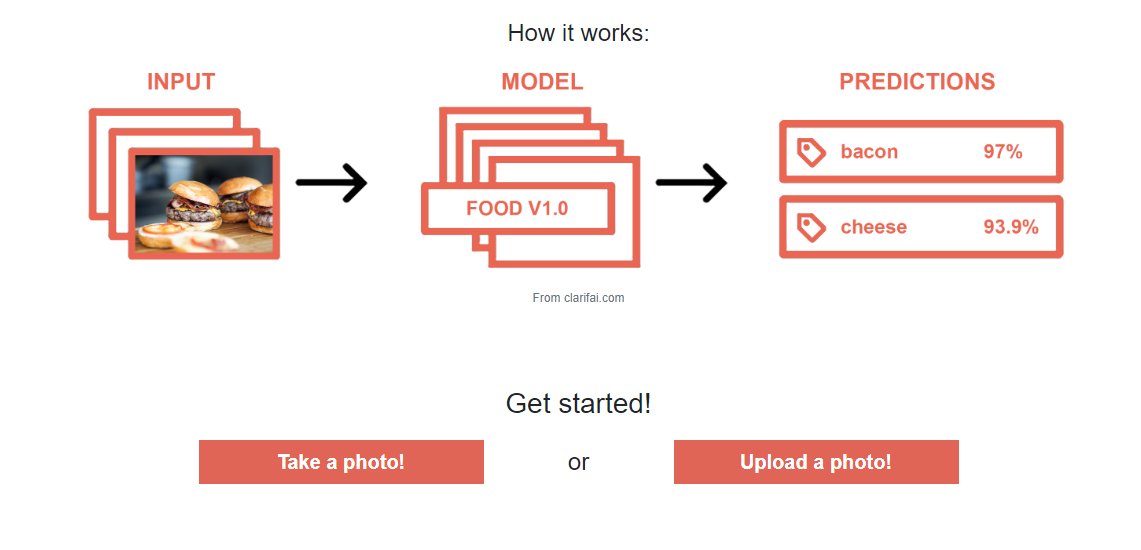 How it works:
INPUT
MODEL
PREDICTIONS
bacon 97%
FOOD V1.0
cheese 93.9%
From clarifai.com
Get started!
Take a photo!
or
Upload a photo!